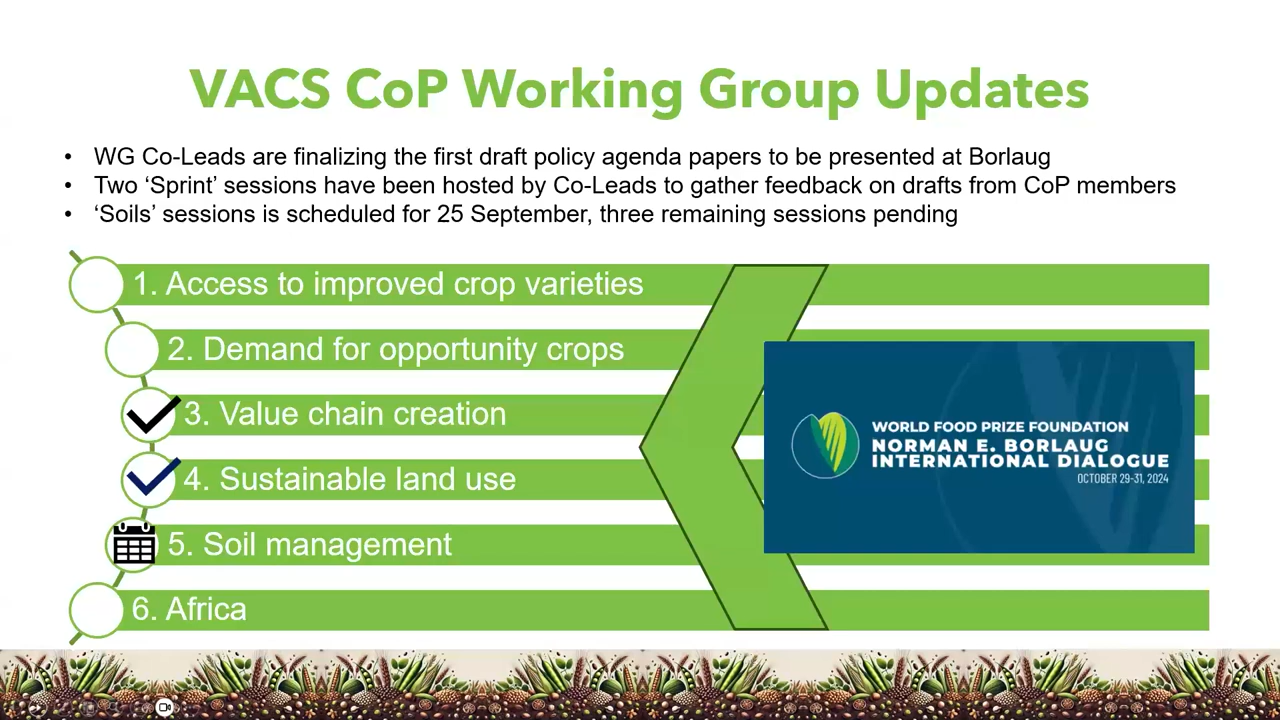 VACS CoP Working Group Updates
• WG Co-Leads are finalizing the first draft policy agenda papers to be presented at Borlaug
• Two ‘Sprint’ sessions have been hosted by Co-Leads to gather feedback on drafts from CoP members
• ‘Soils’ sessions is scheduled for 25 September, three remaining sessions pending
1. Access to improved crop varieties
2. Demand for opportunity crops
3. Value chain creation
4. Sustainable land use
5. Soil management
6. Africa
WORLD FOOD PRIZE FOUNDATION
NORMAN E. BORLAUG
INTERNATIONAL DIALOGUE
OCTOBER 29-31, 2024